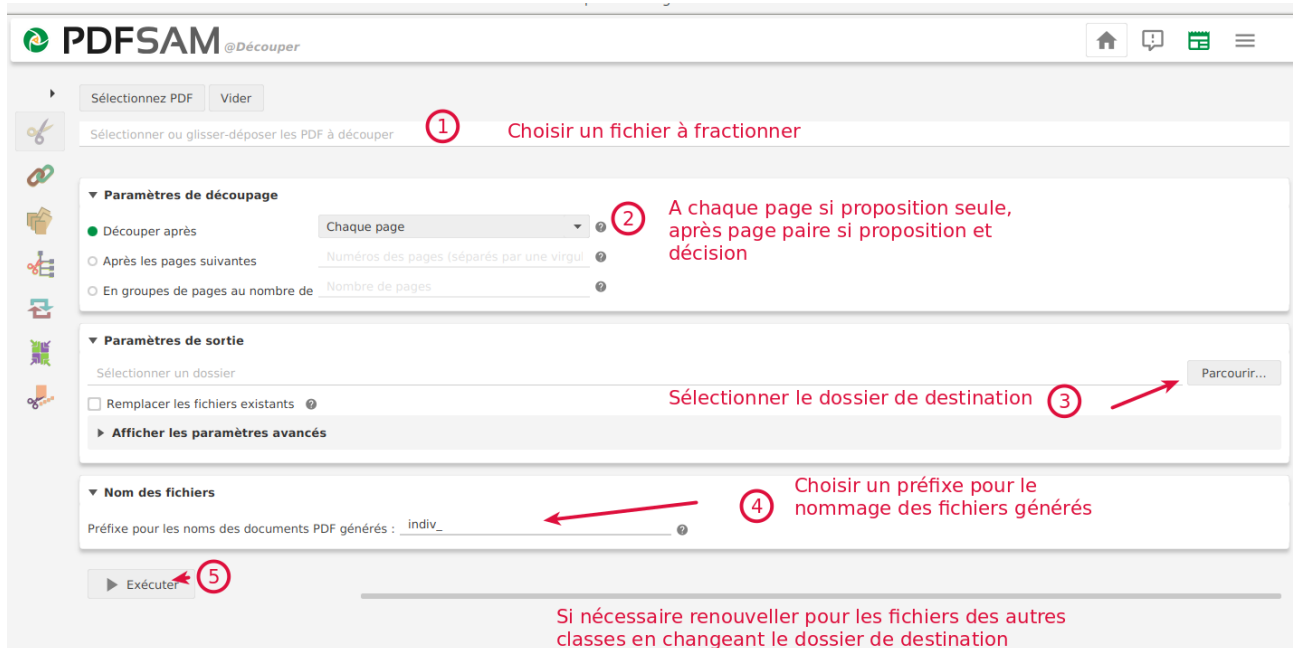 PDFSAM @Découper
Sélectionnez PDF Vider
Sélectionner ou glisser-déposer les PDF à découper
1 Choisir un fichier à fractionner
Paramètres de découpage
Découper après Chaque page
Après les pages suivantes Numéros des pages (séparés par une virgul
En groupes de pages au nombre de Nombre de pages
2 A chaque page si proposition seule,
après page paire si proposition et
décision
Paramètres de sortie
Sélectionner un dossier Parcourir...
Remplacer les fichiers existants
Sélectionner le dossier de destination 3
Afficher les paramètres avancés
Nom des fichiers
Préfixe pour les noms des documents PDF générés : indiv_
4 Choisir un préfixe pour le
nommage des fichiers générés
Exécuter 5
Si nécessaire renouveller pour les fichiers des autres
classes en changeant le dossier de destination